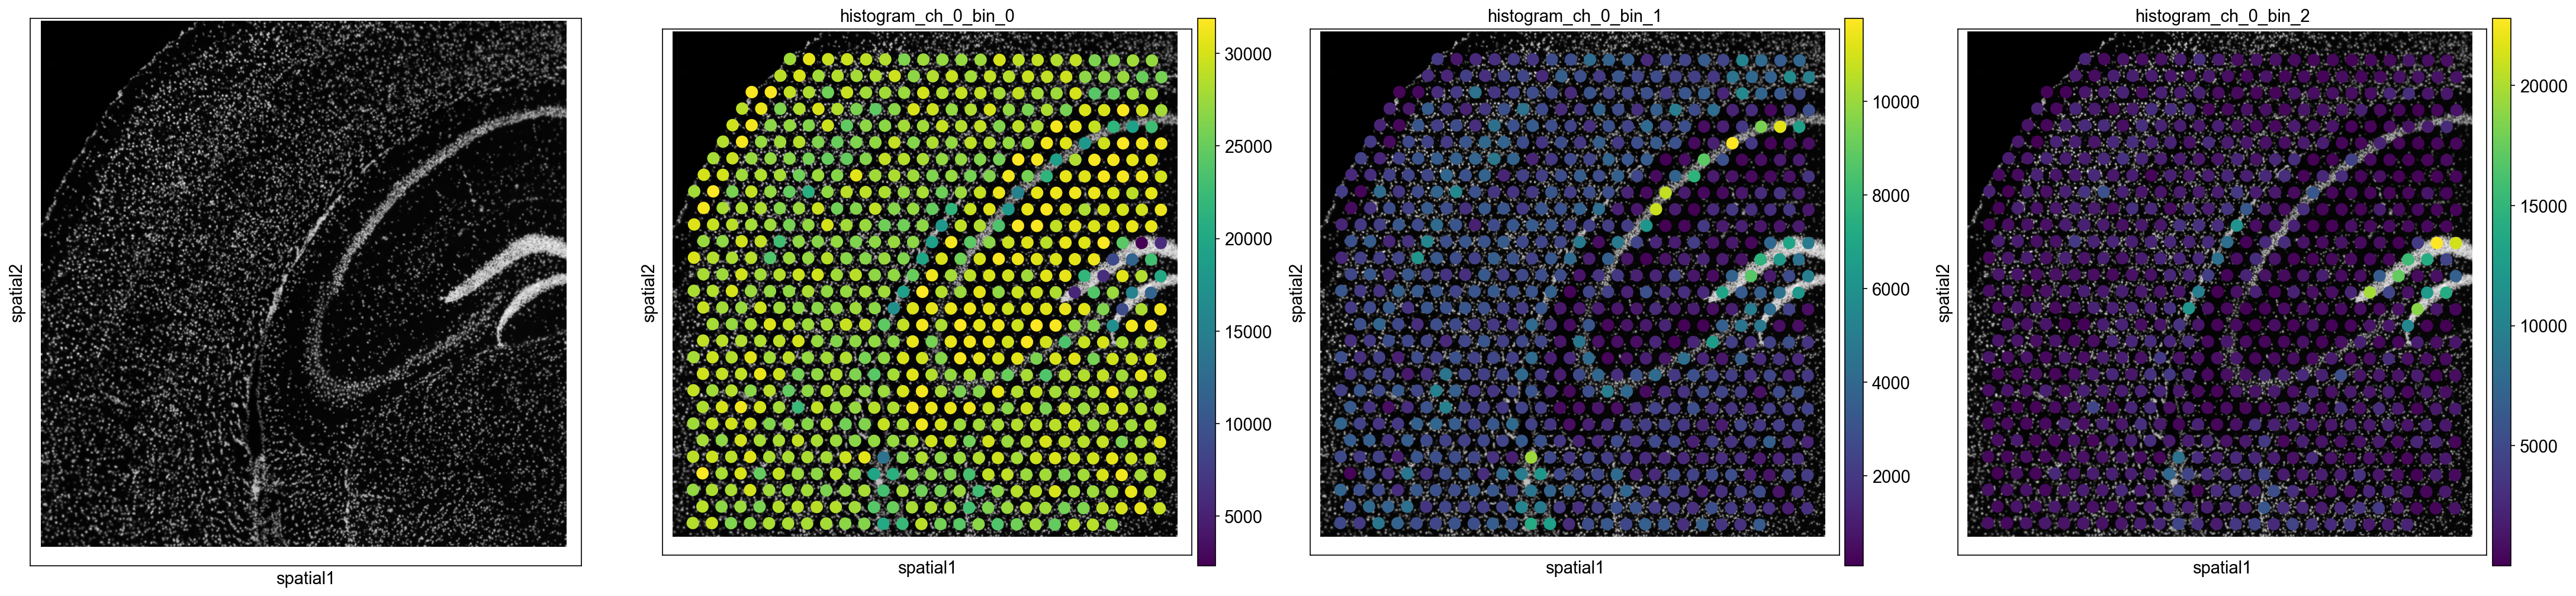 spatial2
spatial1
histogram_ch_0_bin_0
spatial2
spatial1
30000
25000
20000
15000
10000
5000
histogram_ch_0_bin_1
spatial2
spatial1
10000
8000
6000
4000
2000
histogram_ch_0_bin_2
spatial2
spatial1
20000
15000
10000
5000